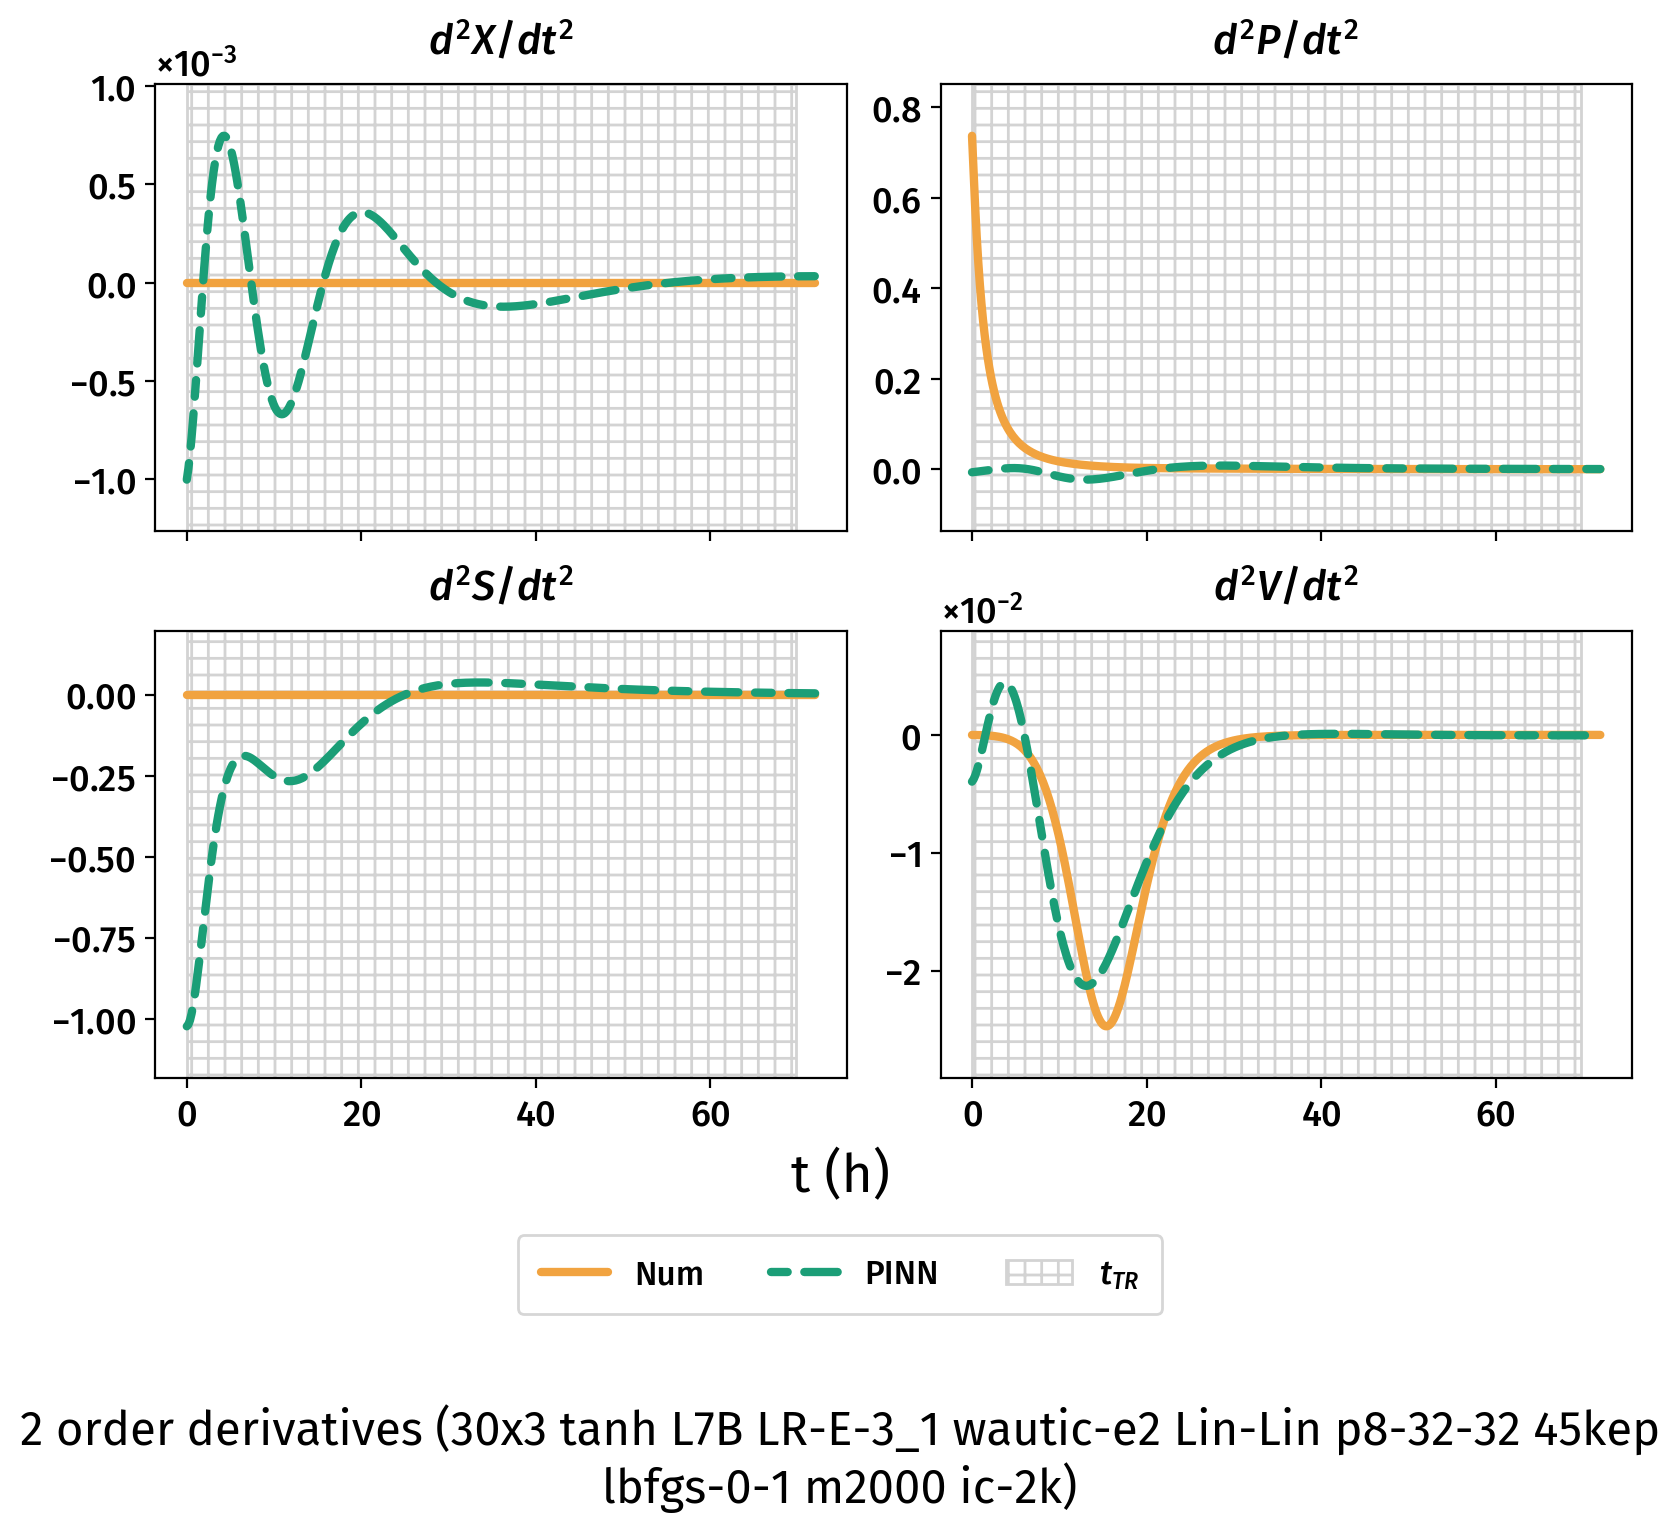 d²X/dt²
d²P/dt²
×10⁻³
1.0
0.5
0.0
−0.5
−1.0
0.8
0.6
0.4
0.2
0.0
d²S/dt²
d²V/dt²
×10⁻²
0.00
−0.25
−0.50
−0.75
−1.00
0
−1
−2
0 20 40 60
0 20 40 60
t (h)
Num PINN t_TR
2 order derivatives (30x3 tanh L7B LR-E-3_1 wautic-e2 Lin-Lin p8-32-32 45kep
lbfgs-0-1 m2000 ic-2k)